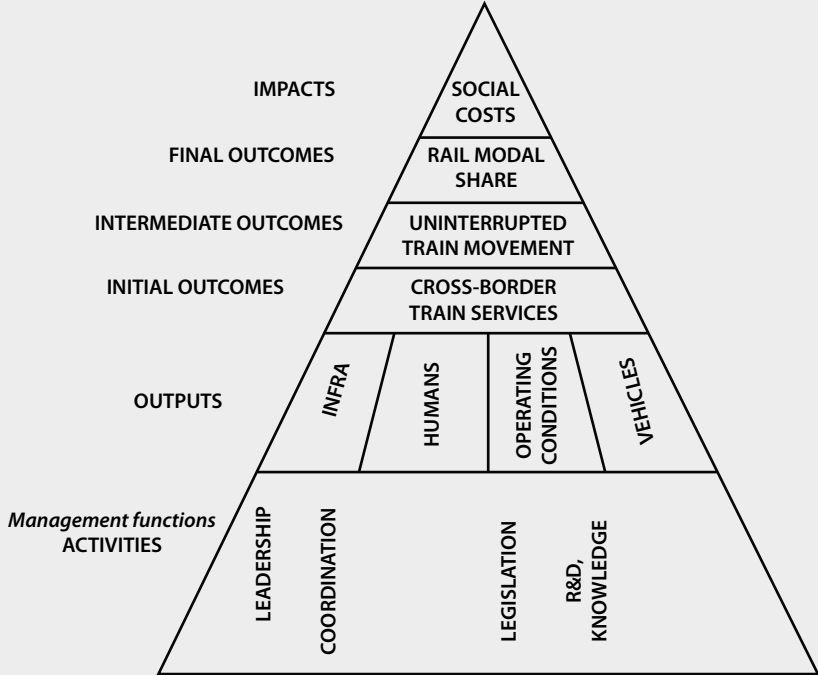 IMPACTS
SOCIAL
COSTS
FINAL OUTCOMES
RAIL MODAL
SHARE
INTERMEDIATE OUTCOMES
UNINTERRUPTED
TRAIN MOVEMENT
INITIAL OUTCOMES
CROSS-BORDER
TRAIN SERVICES
OUTPUTS
INFRA
HUMANS
OPERATING
CONDITIONS
VEHICLES
Management functions
ACTIVITIES
LEADERSHIP
COORDINATION
LEGISLATION
R&D,
KNOWLEDGE